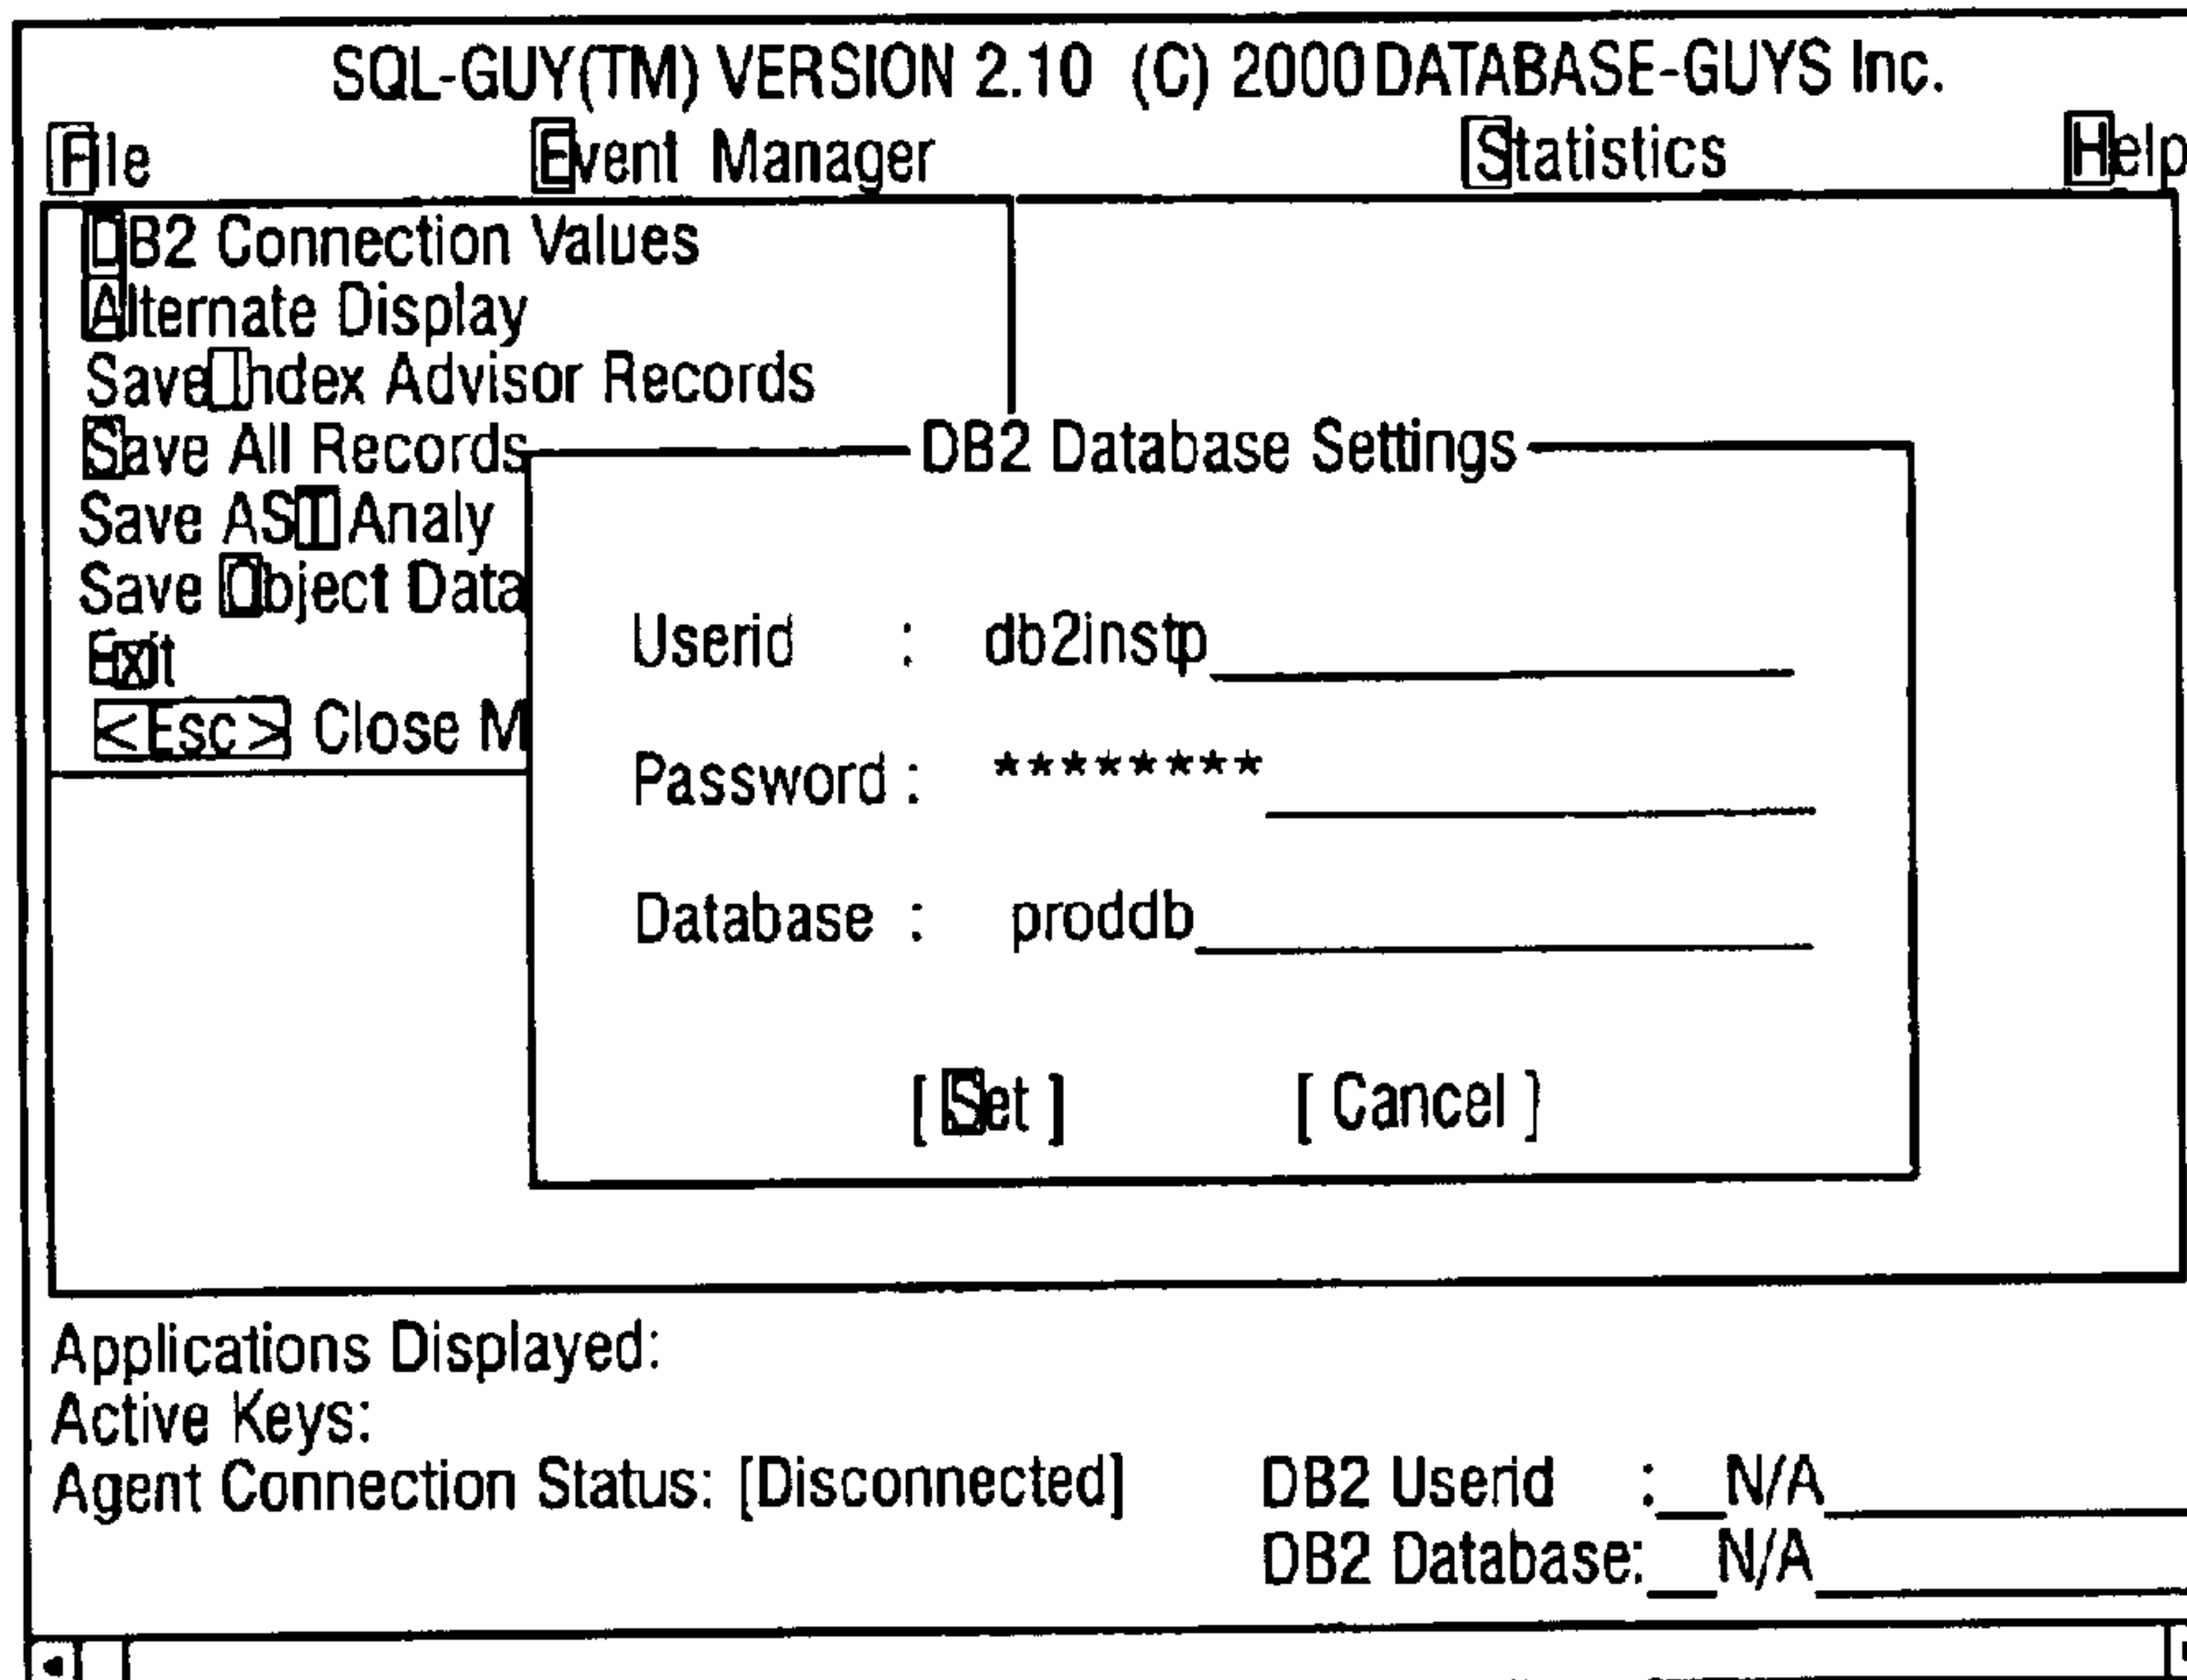 SQL-GUY(TM) VERSION 2.10 (C) 2000 DATABASE-GUYS Inc.
File Event Manager Statistics Help
DB2 Connection Values
Alternate Display
Save Index Advisor Records
Save All Records
Save AST Analy
Save Object Data
Exit
<Esc> Close M
DB2 Database Settings
Userid : db2instp
Password : ********
Database : proddb
[ Set ] [ Cancel ]
Applications Displayed:
Active Keys:
Agent Connection Status: [Disconnected] DB2 Userid :__N/A
DB2 Database:__N/A